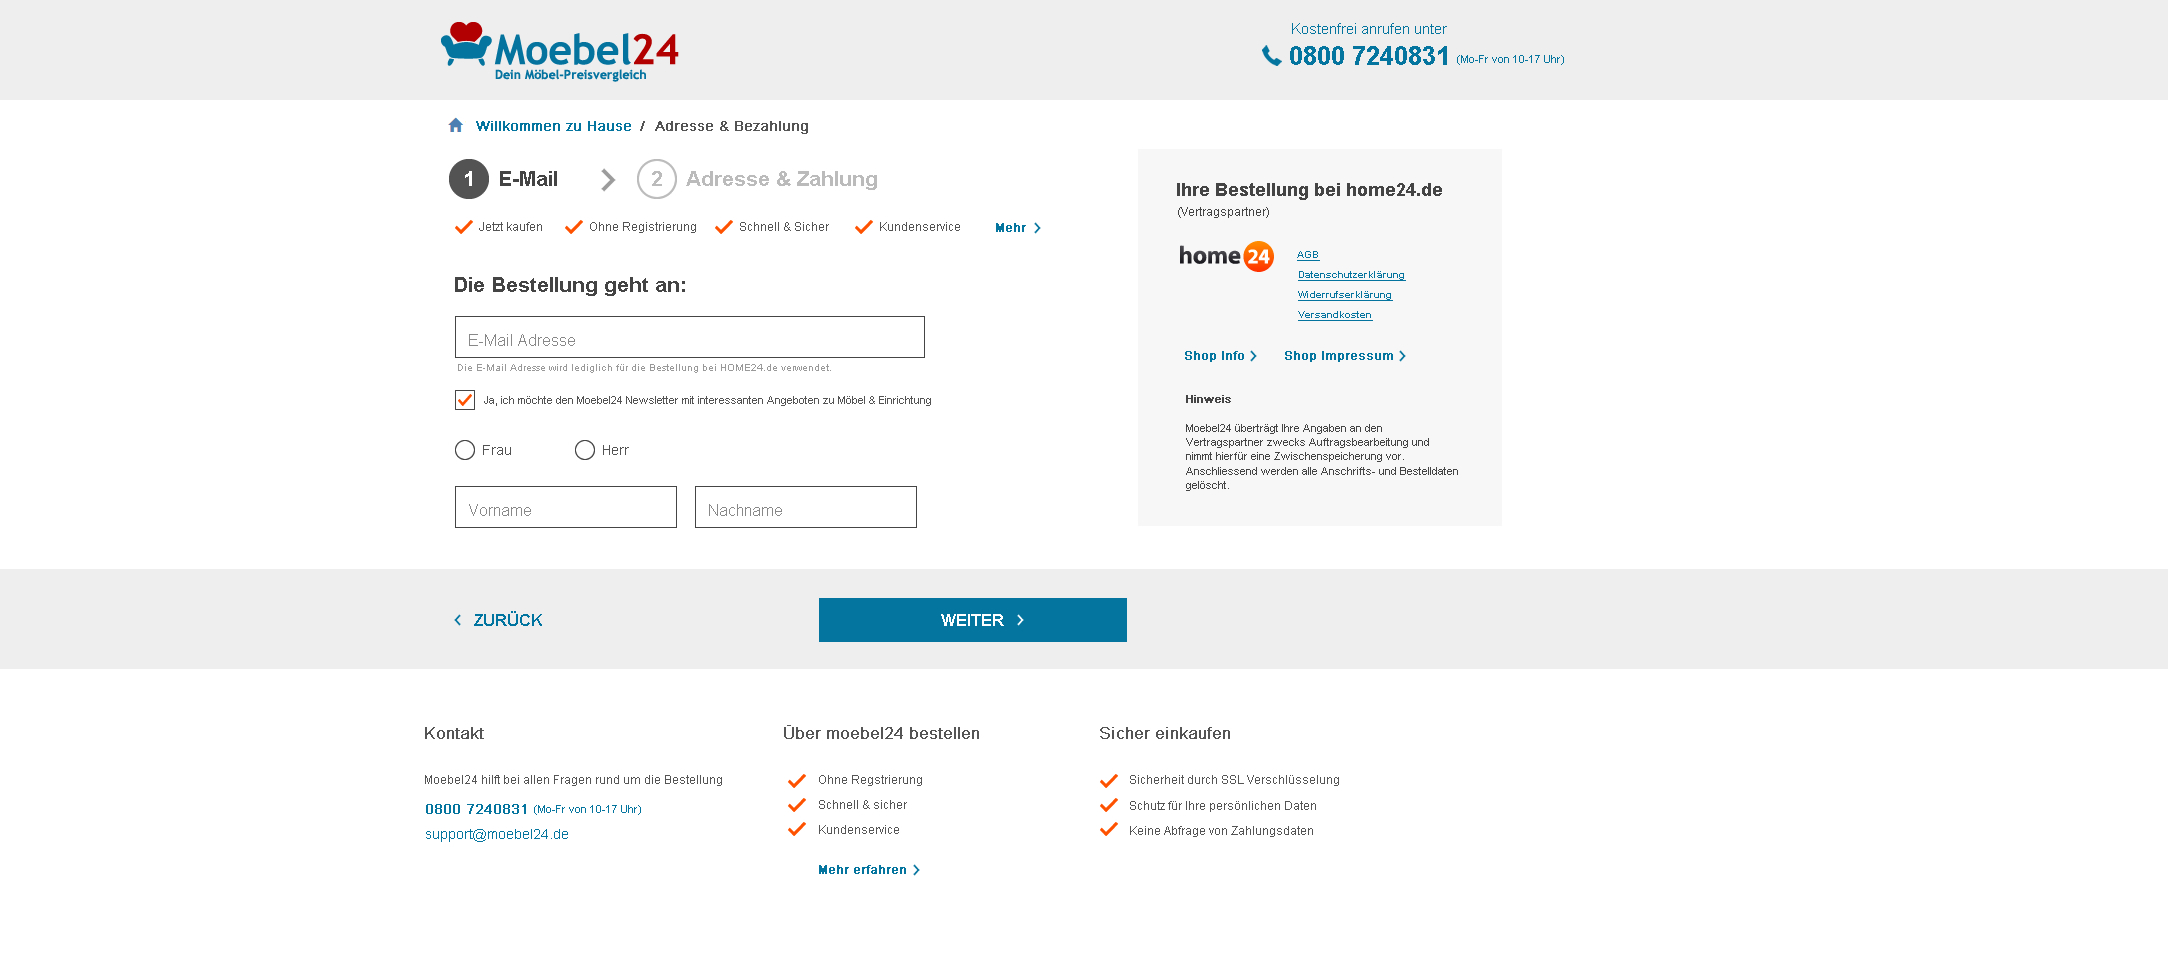 Moebel24
Dein Möbel-Preisvergleich
Kostenfrei anrufen unter
0800 7240831 (Mo-Fr von 10-17 Uhr)
Willkommen zu Hause / Adresse & Bezahlung
1 E-Mail 2 Adresse & Zahlung
Jetzt kaufen Ohne Registrierung Schnell & Sicher Kundenservice Mehr
Die Bestellung geht an:
E-Mail Adresse
Die E-Mail Adresse wird lediglich für die Bestellung bei HOME24.de verwendet.
Ja, ich möchte den Moebel24 Newsletter mit interessanten Angeboten zu Möbel & Einrichtung
Frau Herr
Vorname Nachname
Ihre Bestellung bei home24.de
(Vertragspartner)
home24
AGB
Datenschutzerklärung
Widerrufserklärung
Versandkosten
Shop Info Shop Impressum
Hinweis
Moebel24 überträgt Ihre Angaben an den
Vertragspartner zwecks Auftragsbearbeitung und
nimmt hierfür eine Zwischenspeicherung vor.
Anschliessend werden alle Anschrifts- und Bestelldaten
gelöscht.
ZURÜCK WEITER
Kontakt
Moebel24 hilft bei allen Fragen rund um die Bestellung
0800 7240831 (Mo-Fr von 10-17 Uhr)
support@moebel24.de
Über moebel24 bestellen
Ohne Regstrierung
Schnell & sicher
Kundenservice
Mehr erfahren
Sicher einkaufen
Sicherheit durch SSL Verschlüsselung
Schutz für Ihre persönlichen Daten
Keine Abfrage von Zahlungsdaten